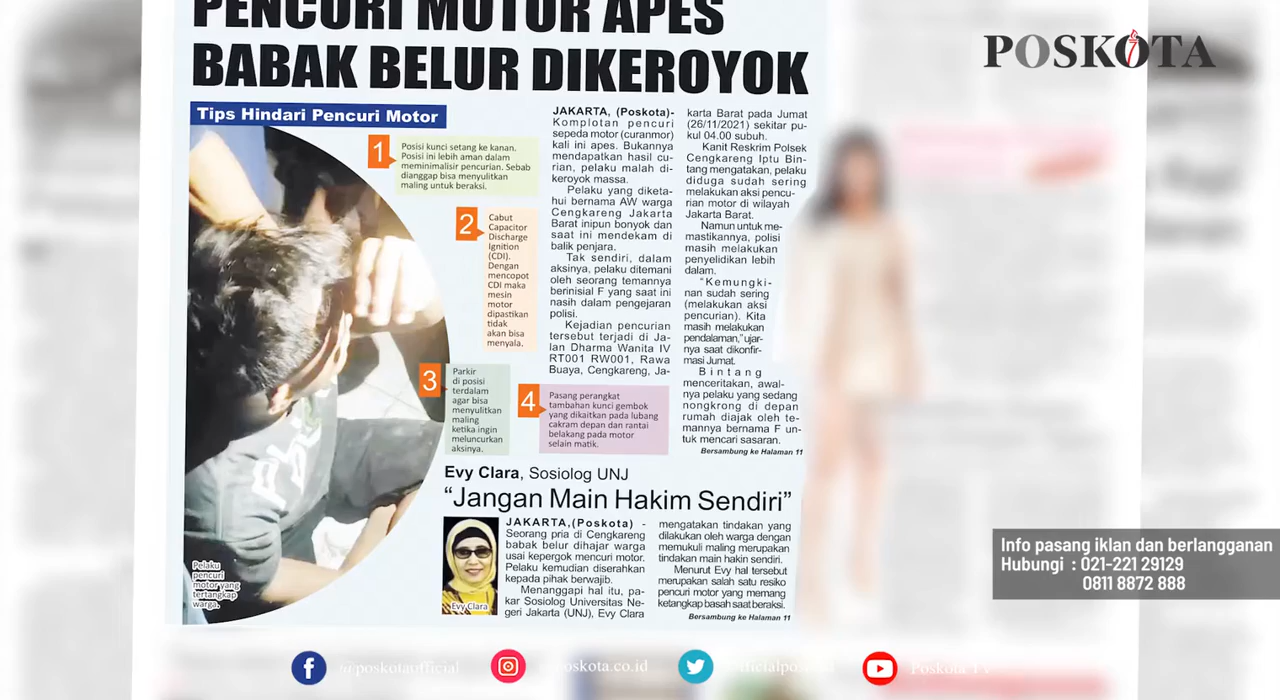 PENCURI MOTOR APES
BABAK BELUR DIKEROYOK
POSKOTA
Tips Hindari Pencuri Motor
1
Posisi kunci setang ke kanan.
Posisi ini lebih aman dalam
meminimalisir pencurian. Sebab
dianggap bisa menyulitkan
maling untuk beraksi.
2
Cabut
Capacitor
Discharge
Ignition
(CDI).
Dengan
mencopot
CDI maka
mesin
motor
dipastikan
tidak
akan bisa
menyala.
3
Parkir
di posisi
terdalam
agar bisa
menyulitkan
maling
ketika ingin
meluncurkan
aksinya.
4
Pasang perangkat
tambahan kunci gembok
yang dikaitkan pada lubang
cakram depan dan rantai
belakang pada motor
selain matik.
Pelaku
pencuri
motor yang
tertangkap
warga.
JAKARTA, (Poskota)-
Komplotan pencuri
sepeda motor (curanmor)
kali ini apes. Bukannya
mendapatkan hasil cu-
rian, pelaku malah di-
keroyok massa.
Pelaku yang diketa-
hui bernama AW warga
Cengkareng Jakarta
Barat inipun bonyok dan
saat ini mendekam di
balik penjara.
Tak sendiri, dalam
aksinya, pelaku ditemani
oleh seorang temannya
berinisial F yang saat ini
nasih dalam pengejaran
polisi.
Kejadian pencurian
tersebut terjadi di Ja-
lan Dharma Wanita IV
RT001 RW001, Rawa
Buaya, Cengkareng, Ja-
karta Barat pada Jumat
(26/11/2021) sekitar pu-
kul 04.00 subuh.
Kanit Reskrim Polsek
Cengkareng Iptu Bin-
tang mengatakan, pelaku
diduga sudah sering
melakukan aksi pencu-
rian motor di wilayah
Jakarta Barat.
Namun untuk me-
mastikannya, polisi
masih melakukan
penyelidikan lebih
dalam.
"Kemungki-
nan sudah sering
(melakukan aksi
pencurian). Kita
masih melakukan
pendalaman," ujar-
nya saat dikonfir-
masi Jumat.
Bintang
menceritakan, awal-
nya pelaku yang sedang
nongkrong di depan
rumah diajak oleh te-
mannya bernama F un-
tuk mencari sasaran.
Bersambung ke Halaman 11
Evy Clara, Sosiolog UNJ
“Jangan Main Hakim Sendiri”
Evy Clara
JAKARTA,(Poskota) -
Seorang pria di Cengkareng
babak belur dihajar warga
usai kepergok mencuri motor.
Pelaku kemudian diserahkan
kepada pihak berwajib.
Menanggapi hal itu, pa-
kar Sosiolog Universitas Ne-
geri Jakarta (UNJ), Evy Clara
mengatakan tindakan yang
dilakukan oleh warga dengan
memukuli maling merupakan
tindakan main hakim sendiri.
Menurut Evy hal tersebut
merupakan salah satu resiko
pencuri motor yang memang
ketangkap basah saat beraksi.
Bersambung ke Halaman 11
Info pasang iklan dan berlangganan
Hubungi : 021-221 29129
0811 8872 888
poskotaofficial
poskota.co.id
Poskota